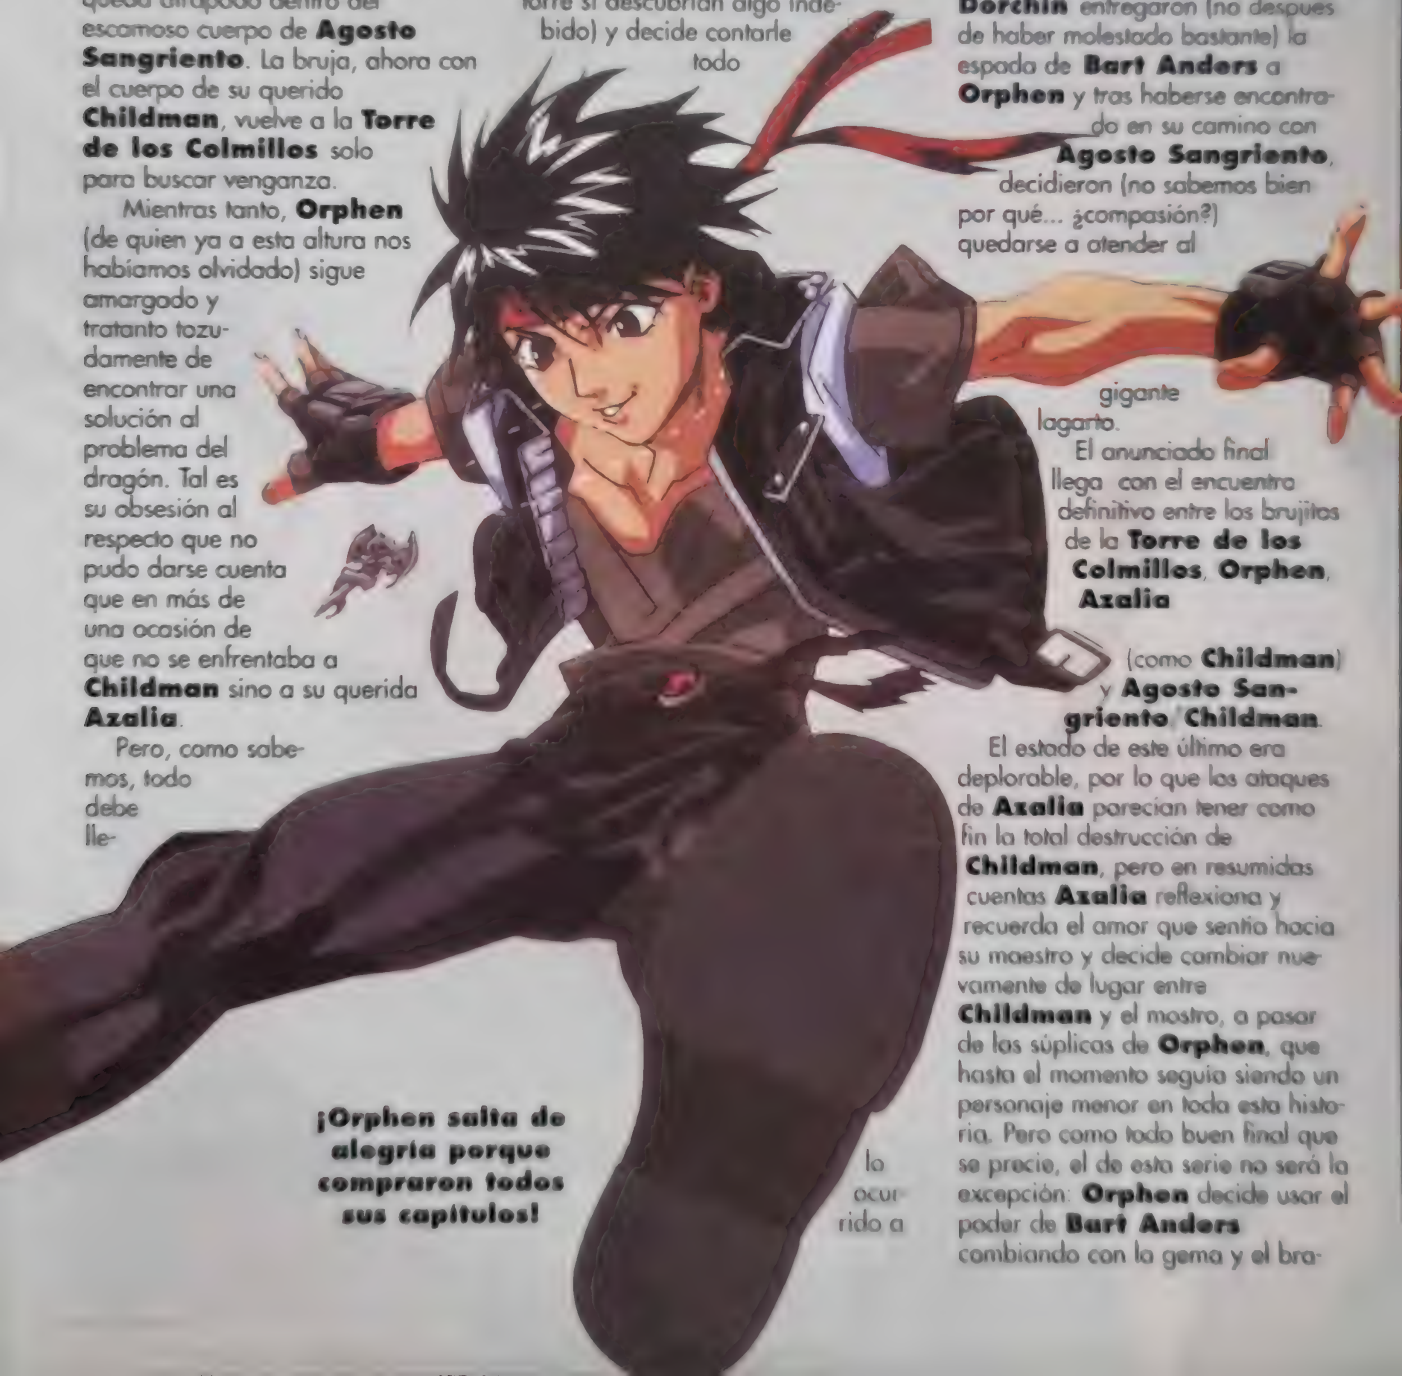 queda atrapado dentro del
escamoso cuerpo de Agosto
Sangriento. La bruja, ahora con
el cuerpo de su querido
Childman, vuelve a la Torre
de los Colmillos solo
para buscar venganza.
Mientras tanto, Orphen
(de quien ya a esta altura nos
habíamos olvidado) sigue
amargado y
tratanto tozu-
damente de
encontrar una
solución al
problema del
dragón. Tal es
su obsesión al
respecto que no
pudo darse cuenta
que en más de
una ocasión de
que no se enfrentaba a
Childman sino a su querida
Azalia.
Pero, como sabe-
mos, todo
debe
lle-
Torre si descubrían algo inde-
bido) y decide contarle
todo
lo
ocur-
rido a
¡Orphen salta de
alegría porque
compraron todos
sus capítulos!
Dorchin entregaron (no despues
de haber molestado bastante) la
espada de Bart Anders a
Orphen y tras haberse encontra-
do en su camino con
Agosto Sangriento,
decidieron (no sabemos bien
por qué... ¿compasión?)
quedarse a atender al
gigante
lagarto.
El anunciado final
llega con el encuentro
definitivo entre los brujitos
de la Torre de los
Colmillos, Orphen,
Azalia
(como Childman)
y Agosto San-
griento/Childman.
El estado de este último era
deplorable, por lo que los ataques
de Azalia parecían tener como
fin la total destrucción de
Childman, pero en resumidas
cuentas Azalia reflexiona y
recuerda el amor que sentía hacia
su maestro y decide cambiar nue-
vamente de lugar entre
Childman y el mostro, a pasar
de las súplicas de Orphen, que
hasta el momento seguía siendo un
personaje menor en toda esta histo-
ria. Pero como todo buen final que
se precie, el de esta serie no será la
excepción: Orphen decide usar el
poder de Bart Anders
combiando con la gema y el bra-